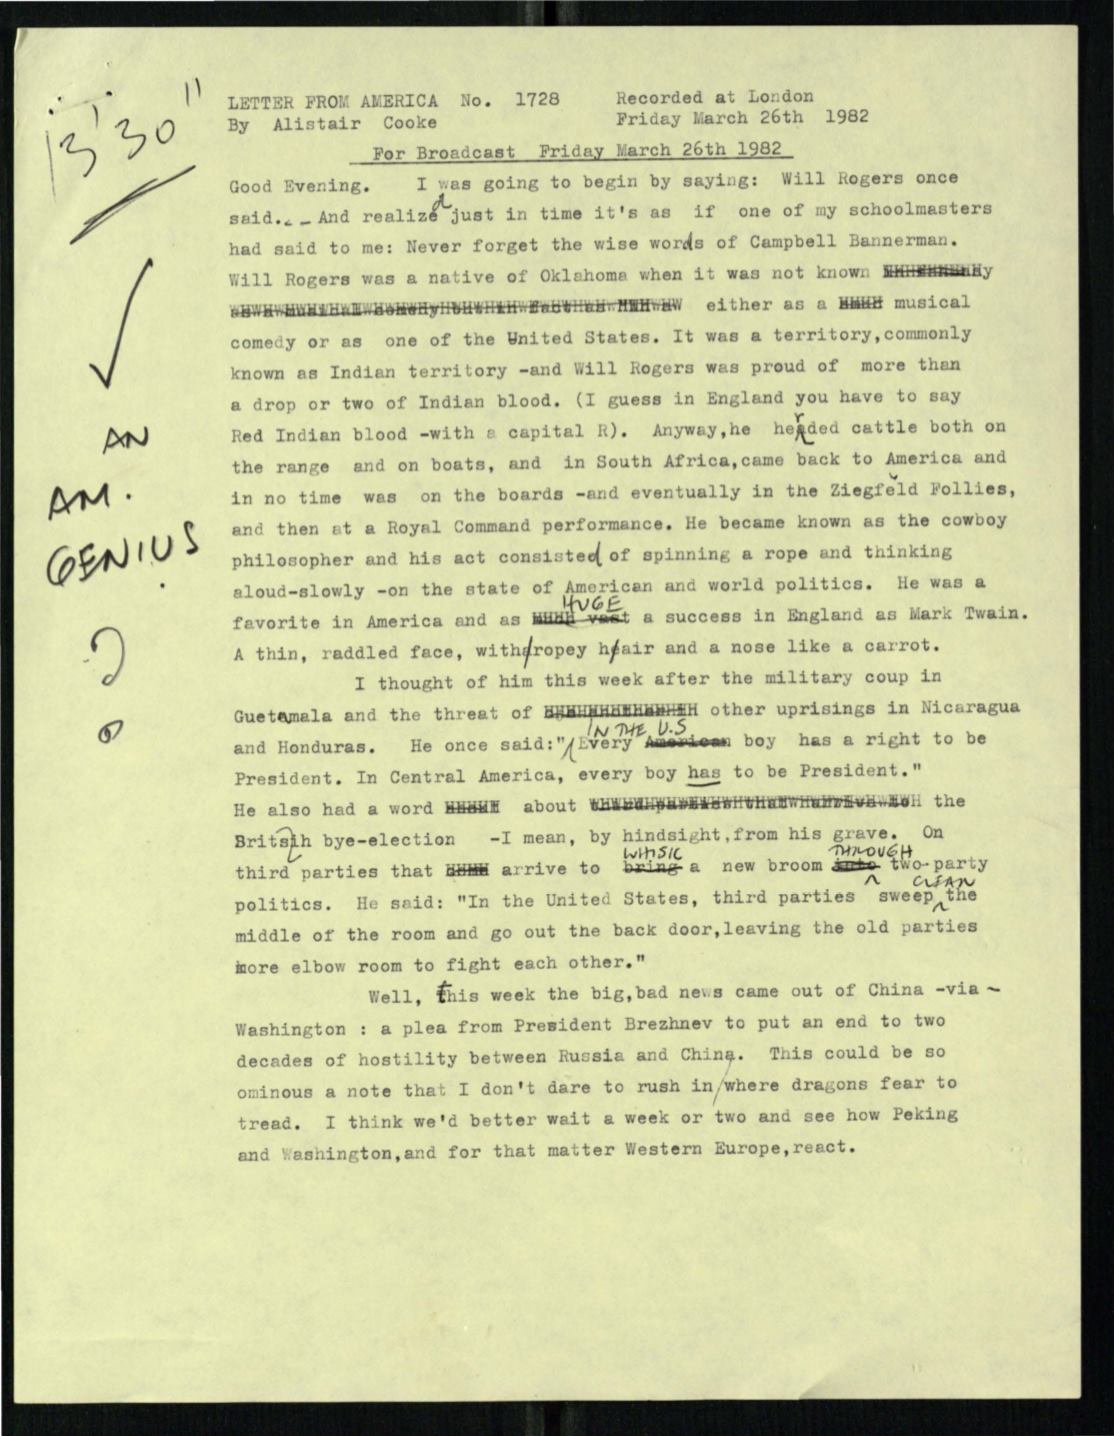 13'30"
LETTER FROM AMERICA No. 1728 Recorded at London
By Alistair Cooke Friday March 26th 1982
For Broadcast Friday March 26th 1982
Good Evening. I was going to begin by saying: Will Rogers once
said... And realized just in time it's as if one of my schoolmasters
had said to me: Never forget the wise words of Campbell Bannerman.
Will Rogers was a native of Oklahoma when it was not known
either as a musical
comedy or as one of the United States. It was a territory,commonly
known as Indian territory -and Will Rogers was proud of more than
a drop or two of Indian blood. (I guess in England you have to say
Red Indian blood -with a capital R). Anyway,he herded cattle both on
the range and on boats, and in South Africa,came back to America and
in no time was on the boards -and eventually in the Ziegfeld Follies,
and then at a Royal Command performance. He became known as the cowboy
philosopher and his act consisted of spinning a rope and thinking
aloud-slowly -on the state of American and world politics. He was a
favorite in America and as HUGE a success in England as Mark Twain.
A thin, raddled face, with ropey hair and a nose like a carrot.
I thought of him this week after the military coup in
Guatemala and the threat of other uprisings in Nicaragua
and Honduras. He once said:" IN THE U.S Every boy has a right to be
President. In Central America, every boy has to be President."
He also had a word about the
Britsih bye-election -I mean, by hindsight,from his grave. On
third parties that arrive to WHISK a new broom THROUGH two-party
politics. He said: "In the United States, third parties sweep CLEAN the
middle of the room and go out the back door,leaving the old parties
more elbow room to fight each other."
Well, this week the big,bad news came out of China -via -
Washington : a plea from President Brezhnev to put an end to two
decades of hostility between Russia and China. This could be so
ominous a note that I don't dare to rush in where dragons fear to
tread. I think we'd better wait a week or two and see how Peking
and Washington,and for that matter Western Europe,react.
AN
AM.
GENIUS